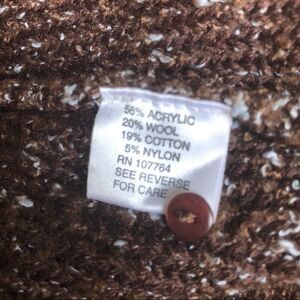 56% ACRYLIC
20% WOOL
19% COTTON
5% NYLON
RN 107764
SEE REVERSE
FOR CARE